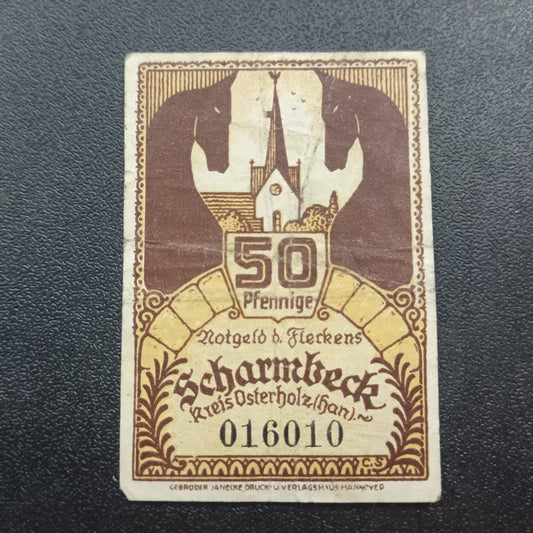 50
Pfennige
Notgeld d. Fleckens
Scharmbeck
Kreis Osterholz (Han.) ~
016010
C.S
GEBRÜDER JÄNECKE DRUCK- U. VERLAGSHAUS HANNOVER